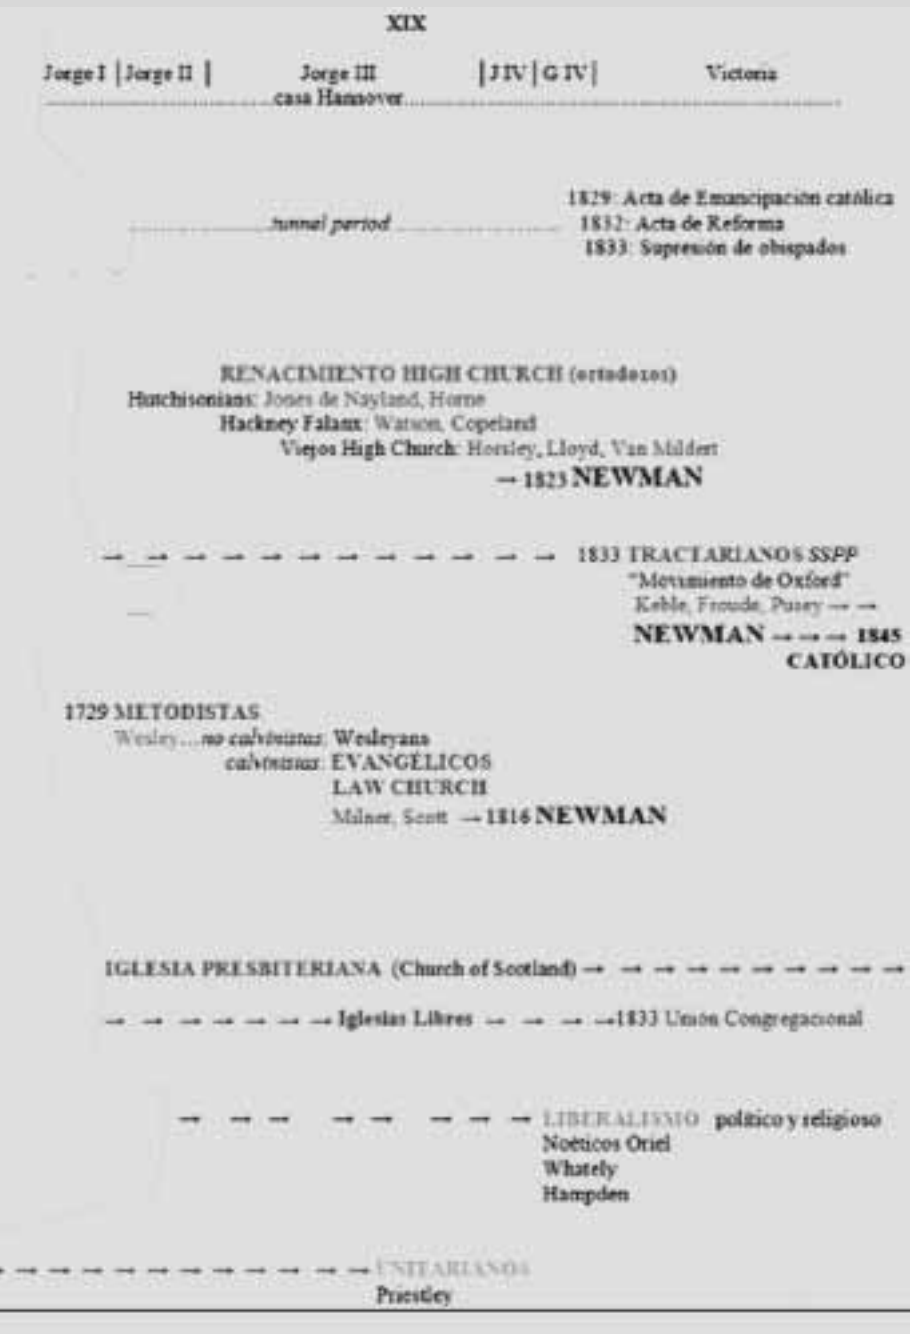 XIX
Jorge I | Jorge II | Jorge III | J IV | G IV | Victoria
casa Hannover
1829: Acta de Emancipación católica
tunnel period 1832: Acta de Reforma
1833: Supresión de obispados
RENACIMIENTO HIGH CHURCH (ortodoxos)
Hutchisonians: Jones de Nayland, Horne
Hackney Falanx: Watson, Copeland
Viejos High Church: Horsley, Lloyd, Van Mildert
→ 1823 NEWMAN
→ → → → → → → → → → → → 1833 TRACTARIANOS SSPP
"Movimiento de Oxford"
Keble, Froude, Pusey → →
NEWMAN → → → 1845
CATÓLICO
1729 METODISTAS
Wesley... no calvinistas: Wesleyans
calvinistas: EVANGÉLICOS
LAW CHURCH
Milner, Scott → 1816 NEWMAN
IGLESIA PRESBITERIANA (Church of Scotland) → → → → → → → → → →
→ → → → → → → Iglesias Libres → → → → 1833 Unión Congregacional
→ → → → → → → → LIBERALISMO político y religioso
Noéticos Oriel
Whately
Hampden
→ → → → → → → → → → → → UNITARIANOS
Priestley